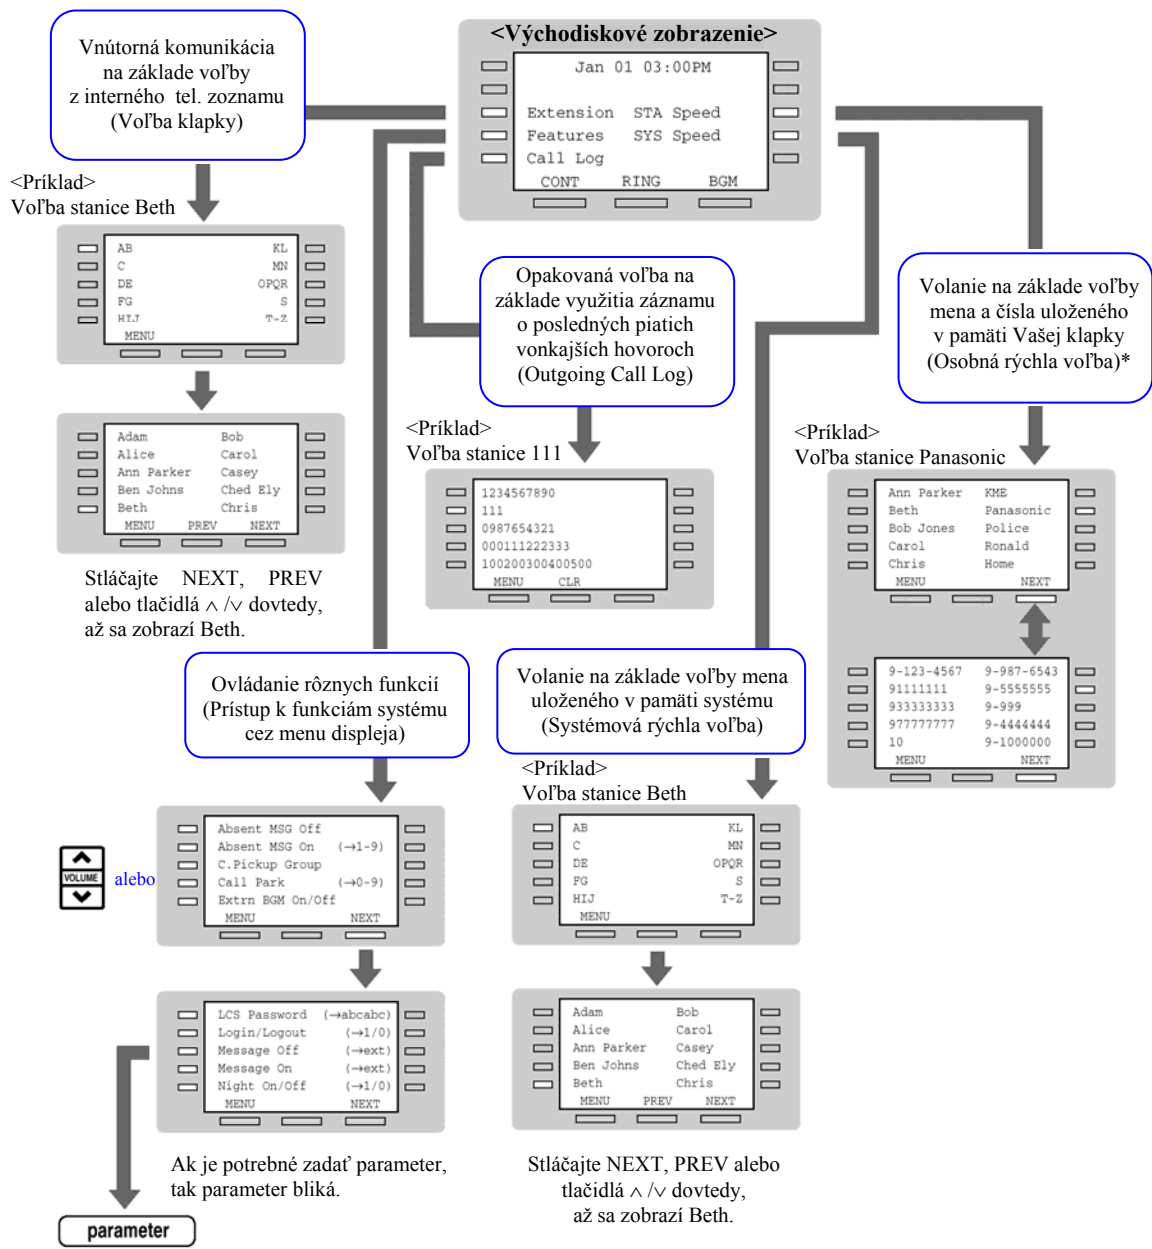 <Východiskové zobrazenie>
Jan 01 03:00PM
Extension STA Speed
Features SYS Speed
Call Log
CONT RING BGM
Vnútorná komunikácia
na základe voľby
z interného tel. zoznamu
(Voľba klapky)
<Príklad>
Voľba stanice Beth
AB KL
C MN
DE OPQR
FG S
HIJ T-Z
MENU
Adam Bob
Alice Carol
Ann Parker Casey
Ben Johns Ched Ely
Beth Chris
MENU PREV NEXT
Stláčajte NEXT, PREV
alebo tlačidlá ∧ /∨ dovtedy,
až sa zobrazí Beth.
Opakovaná voľba na
základe využitia záznamu
o posledných piatich
vonkajších hovoroch
(Outgoing Call Log)
<Príklad>
Voľba stanice 111
1234567890
111
0987654321
000111222333
100200300400500
MENU CLR
Volanie na základe voľby
mena a čísla uloženého
v pamäti Vašej klapky
(Osobná rýchla voľba)*
<Príklad>
Voľba stanice Panasonic
Ann Parker KME
Beth Panasonic
Bob Jones Police
Carol Ronald
Chris Home
MENU NEXT
9-123-4567 9-987-6543
91111111 9-5555555
933333333 9-999
977777777 9-4444444
10 9-1000000
MENU NEXT
Ovládanie rôznych funkcií
(Prístup k funkciám systému
cez menu displeja)
VOLUME
alebo
Absent MSG Off
Absent MSG On (→1-9)
C.Pickup Group
Call Park (→0-9)
Extrn BGM On/Off
MENU NEXT
LCS Password (→abcabc)
Login/Logout (→1/0)
Message Off (→ext)
Message On (→ext)
Night On/Off (→1/0)
MENU NEXT
Ak je potrebné zadať parameter,
tak parameter bliká.
parameter
Volanie na základe voľby mena
uloženého v pamäti systému
(Systémová rýchla voľba)
<Príklad>
Voľba stanice Beth
AB KL
C MN
DE OPQR
FG S
HIJ T-Z
MENU
Adam Bob
Alice Carol
Ann Parker Casey
Ben Johns Ched Ely
Beth Chris
MENU PREV NEXT
Stláčajte NEXT, PREV alebo
tlačidlá ∧ /∨ dovtedy,
až sa zobrazí Beth.